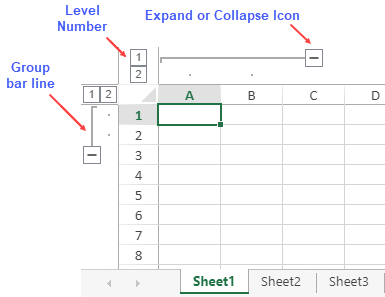 Level
Number
Expand or Collapse Icon
1
2
Group
bar line
1 2 A B C D
1
2
3
4
5
6
7
8
Sheet1 Sheet2 Sheet3